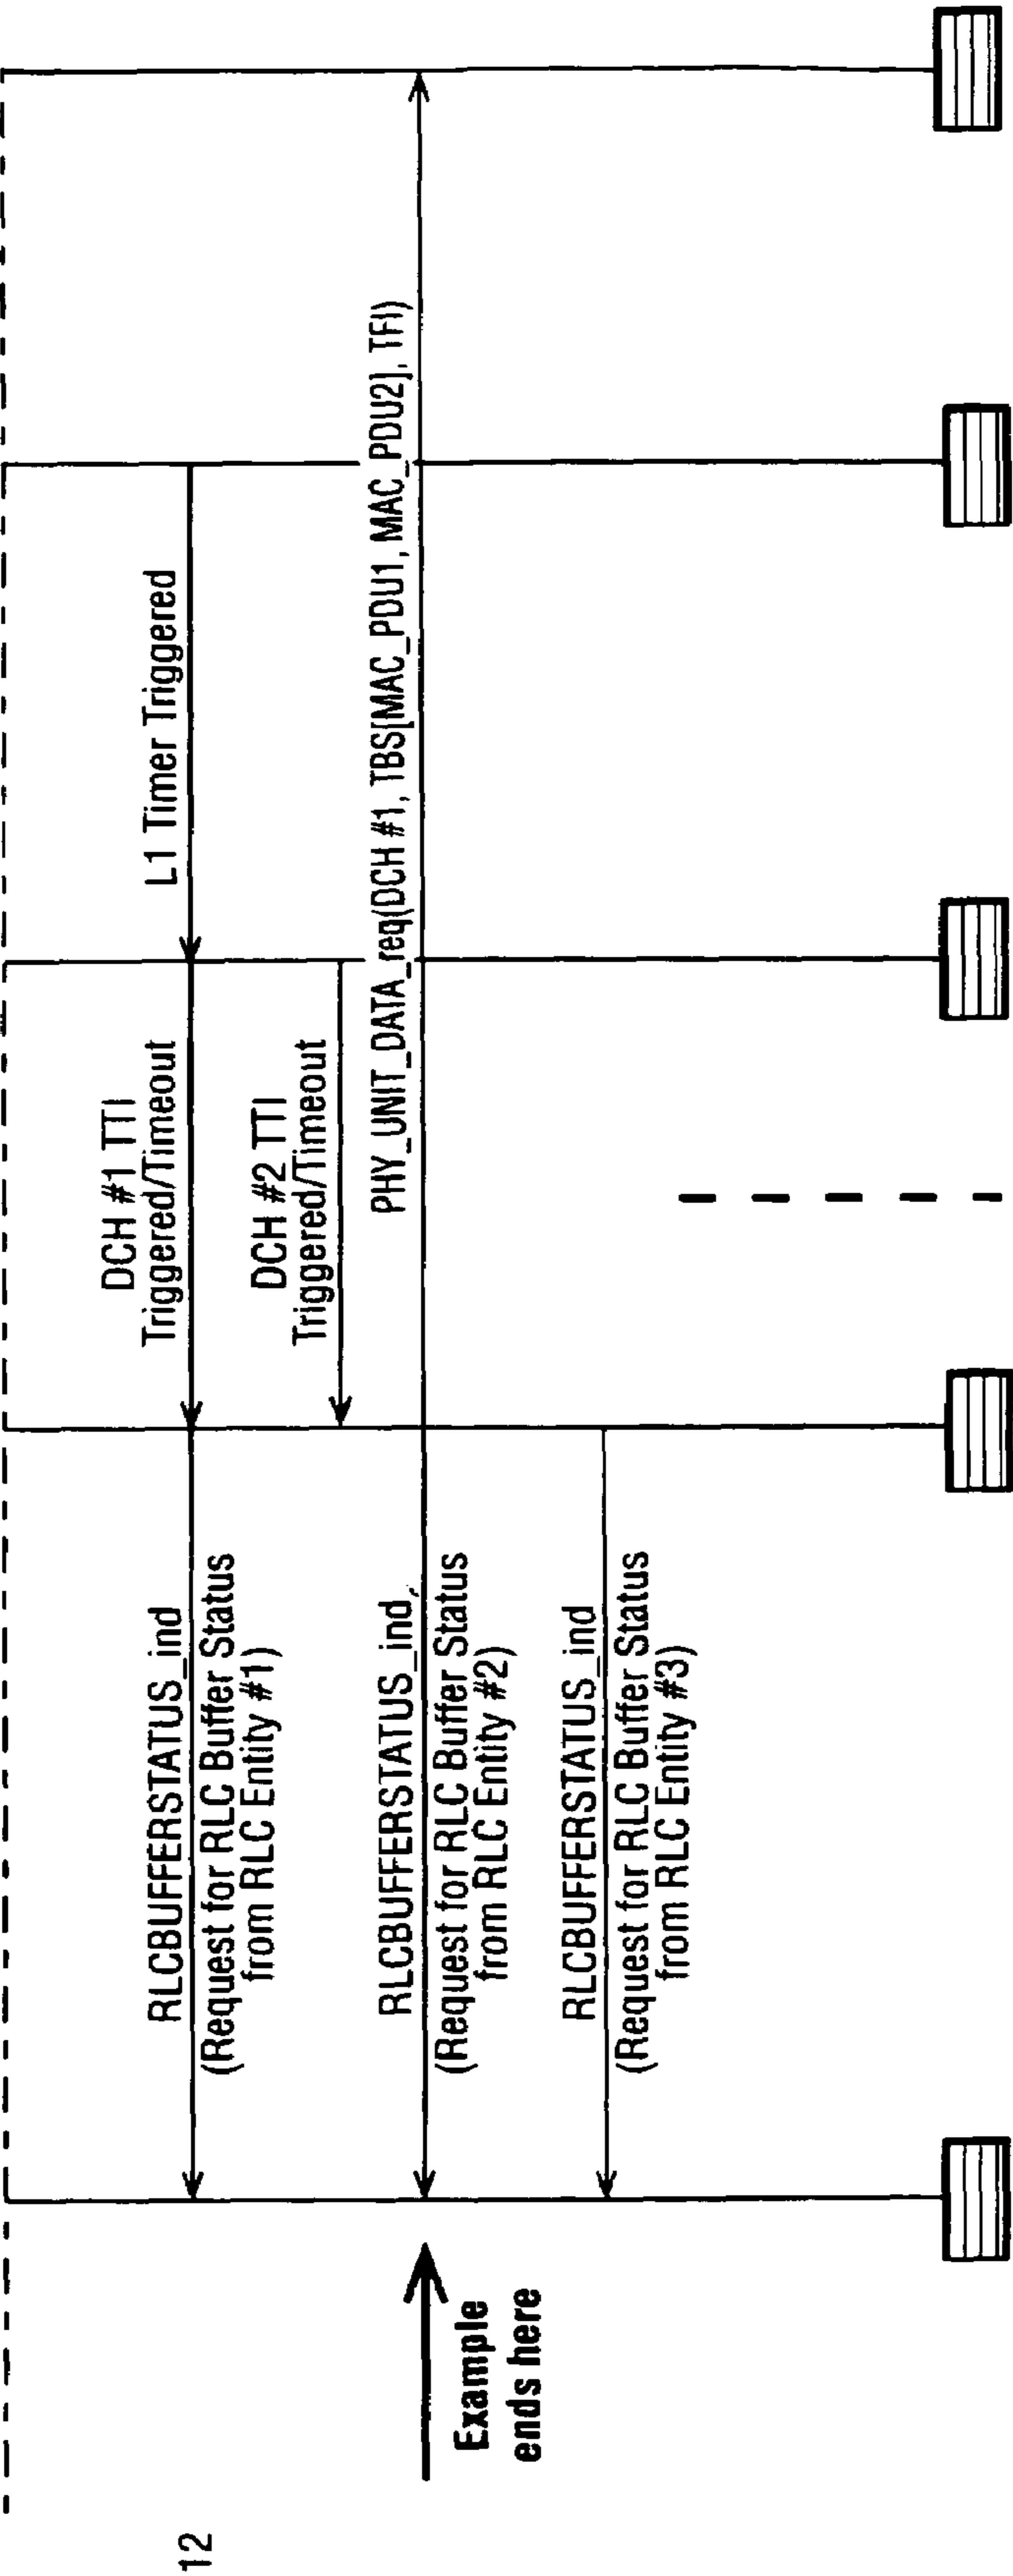 12
RLCBUFFERSTATUS_ind
(Request for RLC Buffer Status
from RLC Entity #1)
DCH #1 TTI
Triggered/Timeout
L1 Timer Triggered
DCH #2 TTI
Triggered/Timeout
PHY_UNIT_DATA_req(DCH #1, TBS[MAC_PDU1, MAC_PDU2], TFI)
RLCBUFFERSTATUS_ind
(Request for RLC Buffer Status
from RLC Entity #2)
Example
ends here
RLCBUFFERSTATUS_ind
(Request for RLC Buffer Status
from RLC Entity #3)